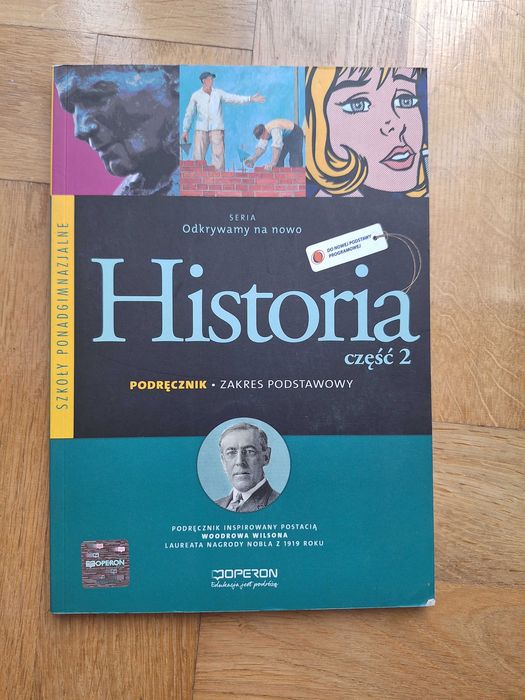 SZKOŁY PONADGIMNAZJALNE
SERIA
Odkrywamy na nowo
DO NOWEJ PODSTAWY
PROGRAMOWEJ
Historia
część 2
PODRĘCZNIK • ZAKRES PODSTAWOWY
PODRĘCZNIK INSPIROWANY POSTACIĄ
WOODROWA WILSONA
LAUREATA NAGRODY NOBLA Z 1919 ROKU
OPERON
OPERON
Edukacja jest podróżą